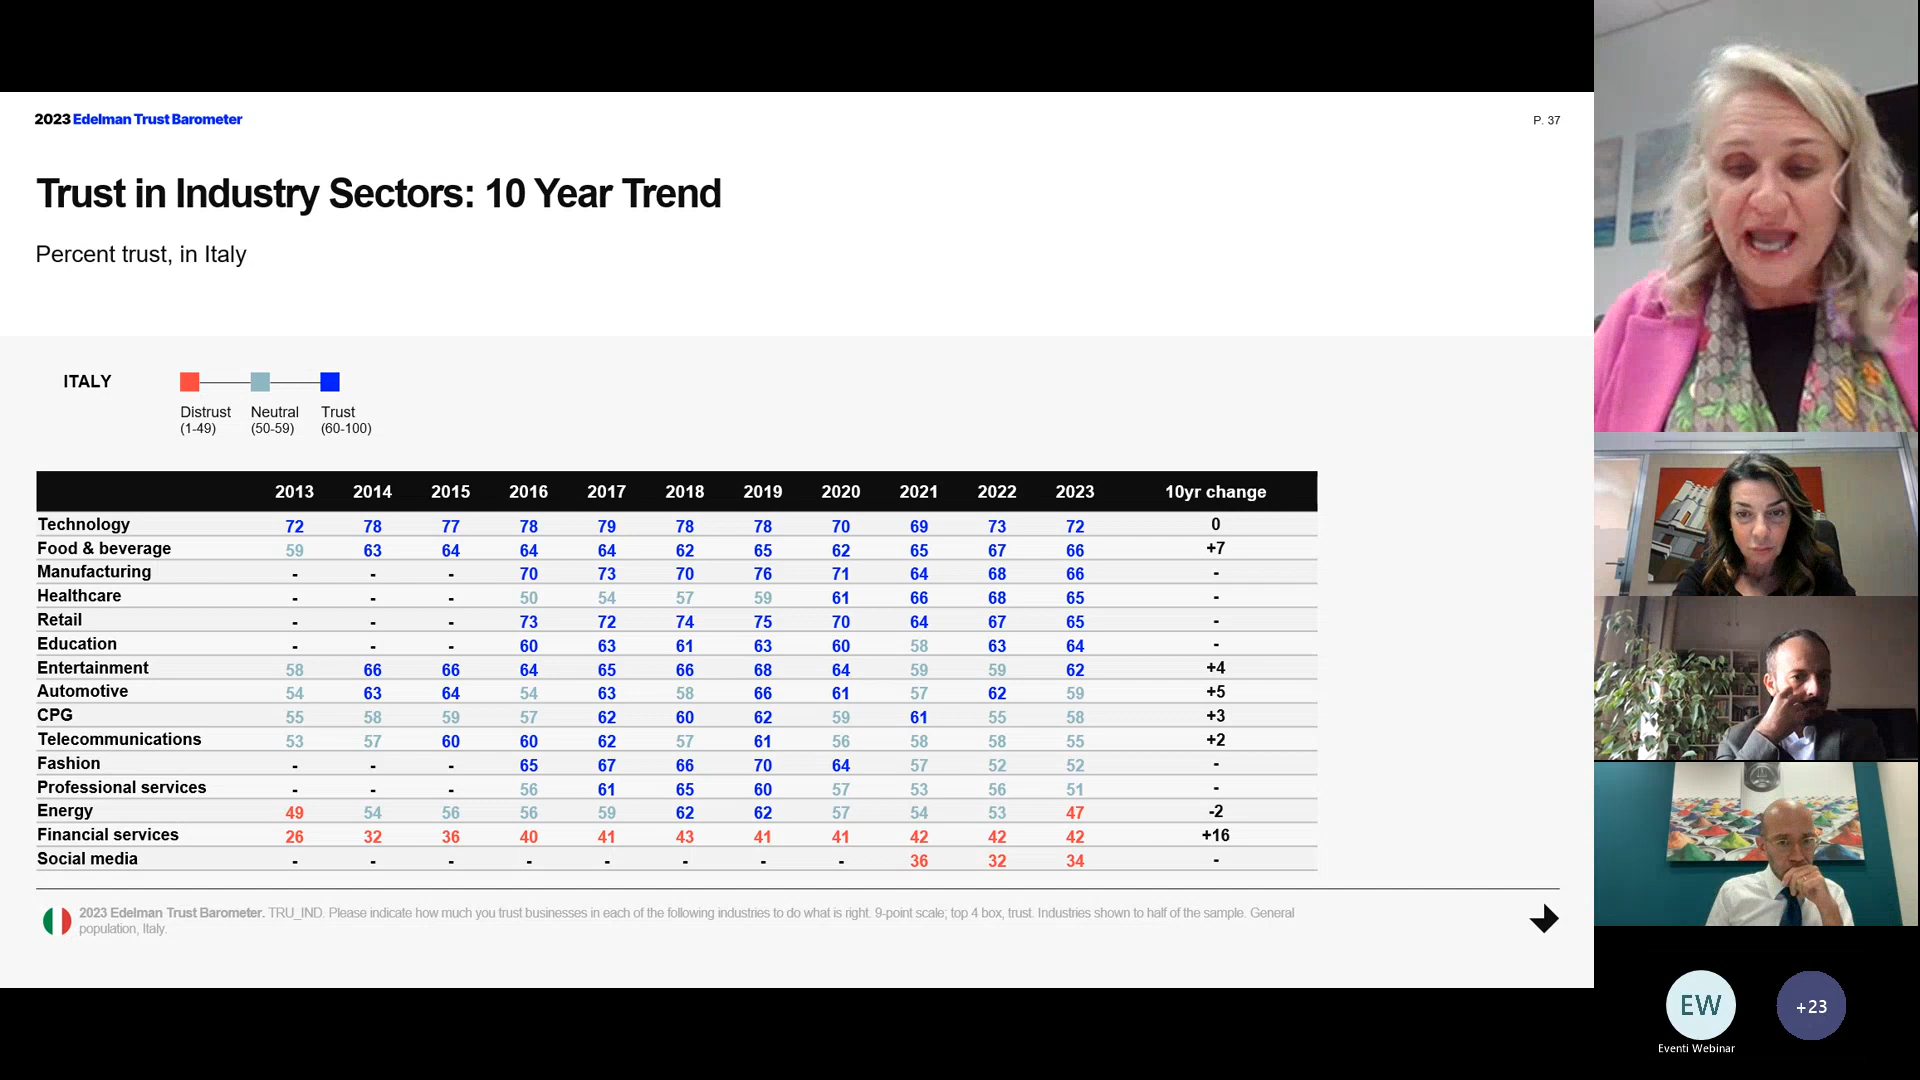 2023 Edelman Trust Barometer
P. 37
Trust in Industry Sectors: 10 Year Trend
Percent trust, in Italy
ITALY
Distrust Neutral Trust
(1-49) (50-59) (60-100)
2013 2014 2015 2016 2017 2018 2019 2020 2021 2022 2023 10yr change
Technology 72 78 77 78 79 78 78 70 69 73 72 0
Food & beverage 59 63 64 64 64 62 65 62 65 67 66 +7
Manufacturing - - - 70 73 70 76 71 64 68 66 -
Healthcare - - - 50 54 57 59 61 66 68 65 -
Retail - - - 73 72 74 75 70 64 67 65 -
Education - - - 60 63 61 63 60 58 63 64 -
Entertainment 58 66 66 64 65 66 68 64 59 59 62 +4
Automotive 54 63 64 54 63 58 66 61 57 62 59 +5
CPG 55 58 59 57 62 60 62 59 61 55 58 +3
Telecommunications 53 57 60 60 62 57 61 56 58 58 55 +2
Fashion - - - 65 67 66 70 64 57 52 52 -
Professional services - - - 56 61 65 60 57 53 56 51 -
Energy 49 54 56 56 59 62 62 57 54 53 47 -2
Financial services 26 32 36 40 41 43 41 41 42 42 42 +16
Social media - - - - - - - - 36 32 34 -
2023 Edelman Trust Barometer. TRU_IND. Please indicate how much you trust businesses in each of the following industries to do what is right. 9-point scale; top 4 box, trust. Industries shown to half of the sample. General
population, Italy.
EW
+23
Eventi Webinar